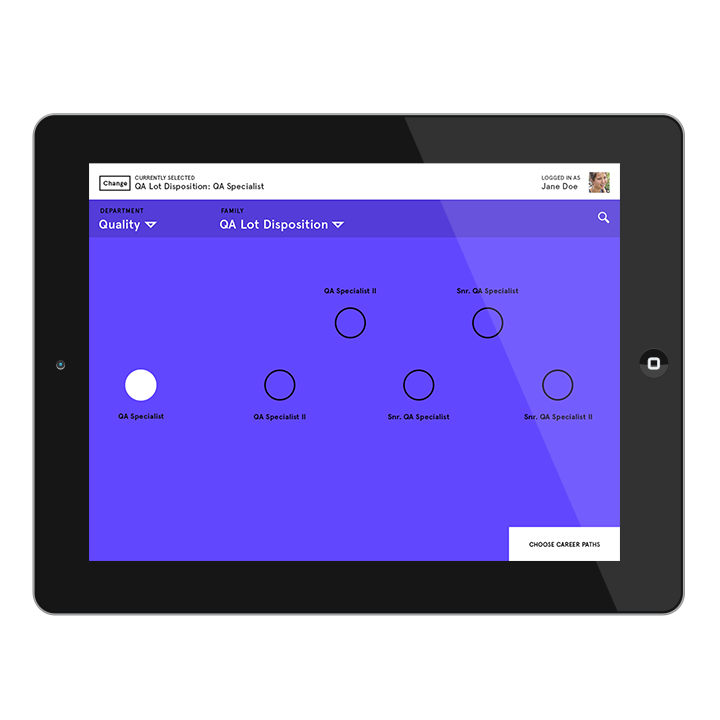 Change
CURRENTLY SELECTED
QA Lot Disposition: QA Specialist
LOGGED IN AS
Jane Doe
DEPARTMENT
Quality
FAMILY
QA Lot Disposition
QA Specialist II
Snr. QA Specialist
QA Specialist
QA Specialist II
Snr. QA Specialist
Snr. QA Specialist II
CHOOSE CAREER PATHS